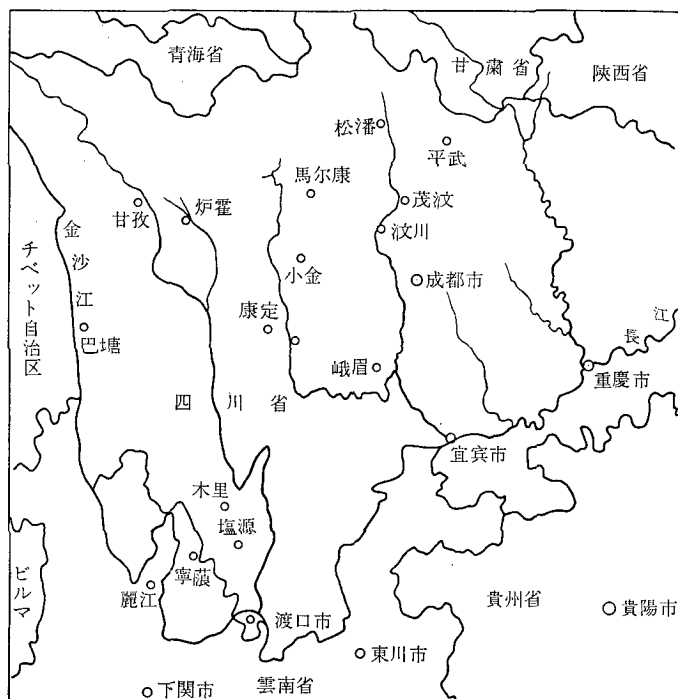 青海省
甘粛省
陝西省
松潘
平武
馬尔康
茂汶
甘孜
炉霍
汶川
金沙江
チベット自治区
小金
成都市
康定
巴塘
長江
峨眉
重慶市
四川省
宜宾市
木里
塩源
ビルマ
麗江
渡口市
貴州省
貴陽市
東川市
下関市
雲南省